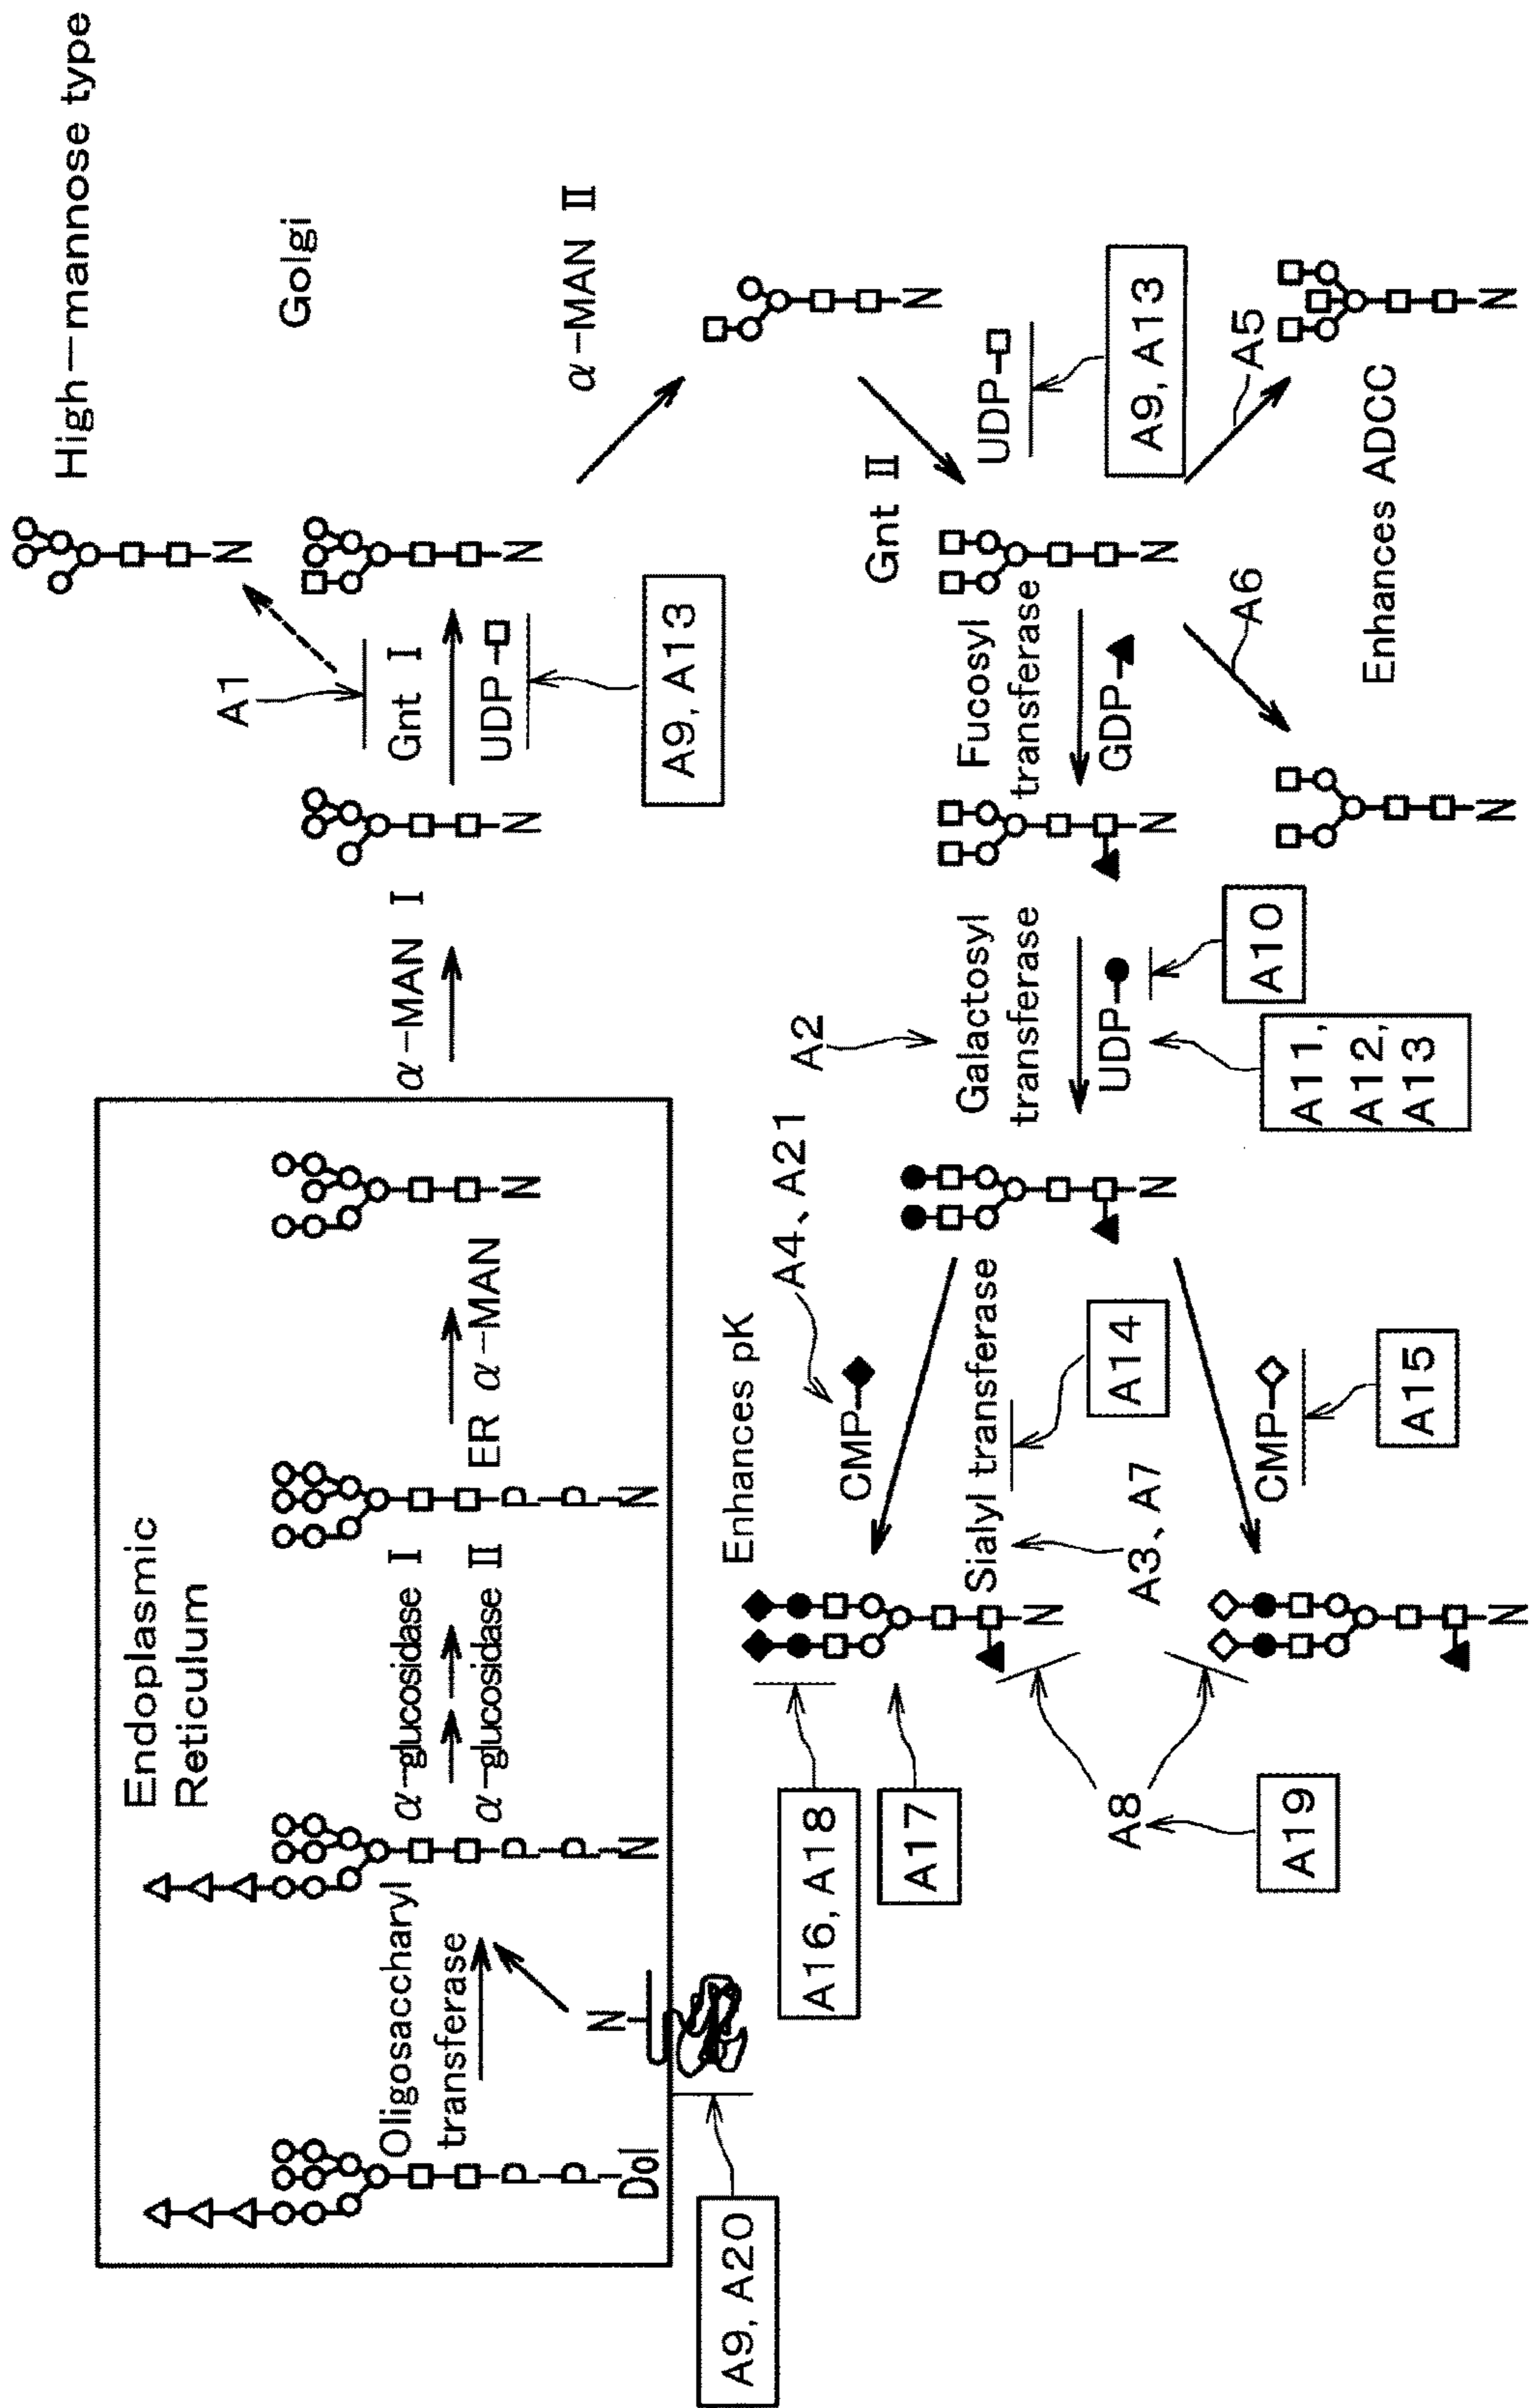 Endoplasmic
Reticulum
Oligosaccharyl
transferase
α-glucosidase I
α-glucosidase II
ER α-MAN
P-P-Dol
P-P-N
P-P-N
N
N
A9, A20
α-MAN I
N
A1
Gnt I
UDP
A9, A13
High-mannose type
N
N
Golgi
α-MAN II
N
Gnt II
UDP
A9, A13
N
A5
N
Enhances ADCC
A6
N
Fucosyl
transferase
GDP
N
A2
Galactosyl
transferase
UDP
A10
A11,
A12,
A13
N
A4、A21
CMP
Enhances pK
Sialyl transferase
A14
A3、A7
CMP
A15
N
N
A16, A18
A17
A8
A19